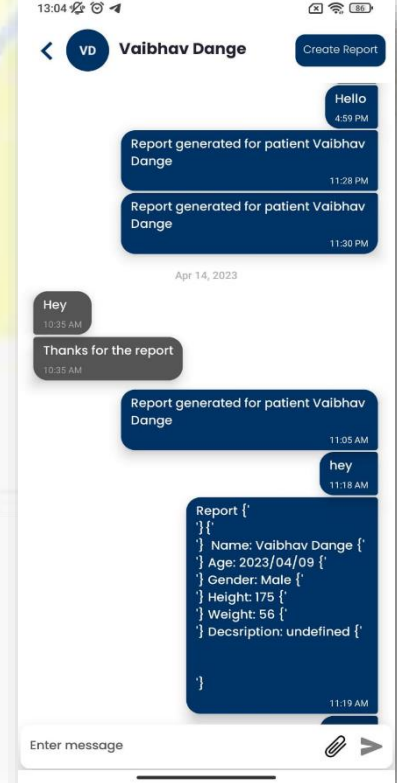 13:04
86
VD
Vaibhav Dange
Create Report
Hello
4:59 PM
Report generated for patient Vaibhav
Dange
11:28 PM
Report generated for patient Vaibhav
Dange
11:30 PM
Apr 14, 2023
Hey
10:35 AM
Thanks for the report
10:35 AM
Report generated for patient Vaibhav
Dange
11:05 AM
hey
11:18 AM
Report {'
'}{'
'}  Name: Vaibhav Dange {'
'} Age: 2023/04/09 {'
'} Gender: Male {'
'} Height: 175 {'
'} Weight: 56 {'
'} Decsription: undefined {'
'}
11:19 AM
Enter message